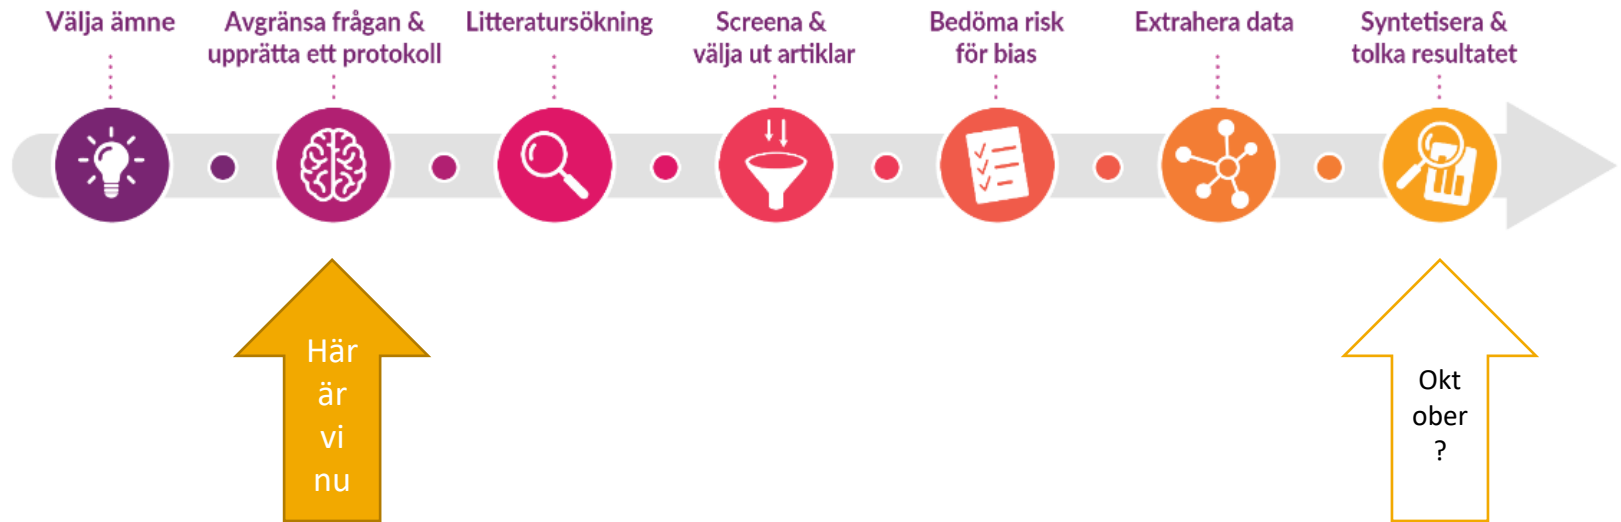 Välja ämne
Avgränsa frågan &
upprätta ett protokoll
Litteratursökning
Screena &
välja ut artiklar
Bedöma risk
för bias
Extrahera data
Syntetisera &
tolka resultatet
Här
är
vi
nu
Okt
ober
?